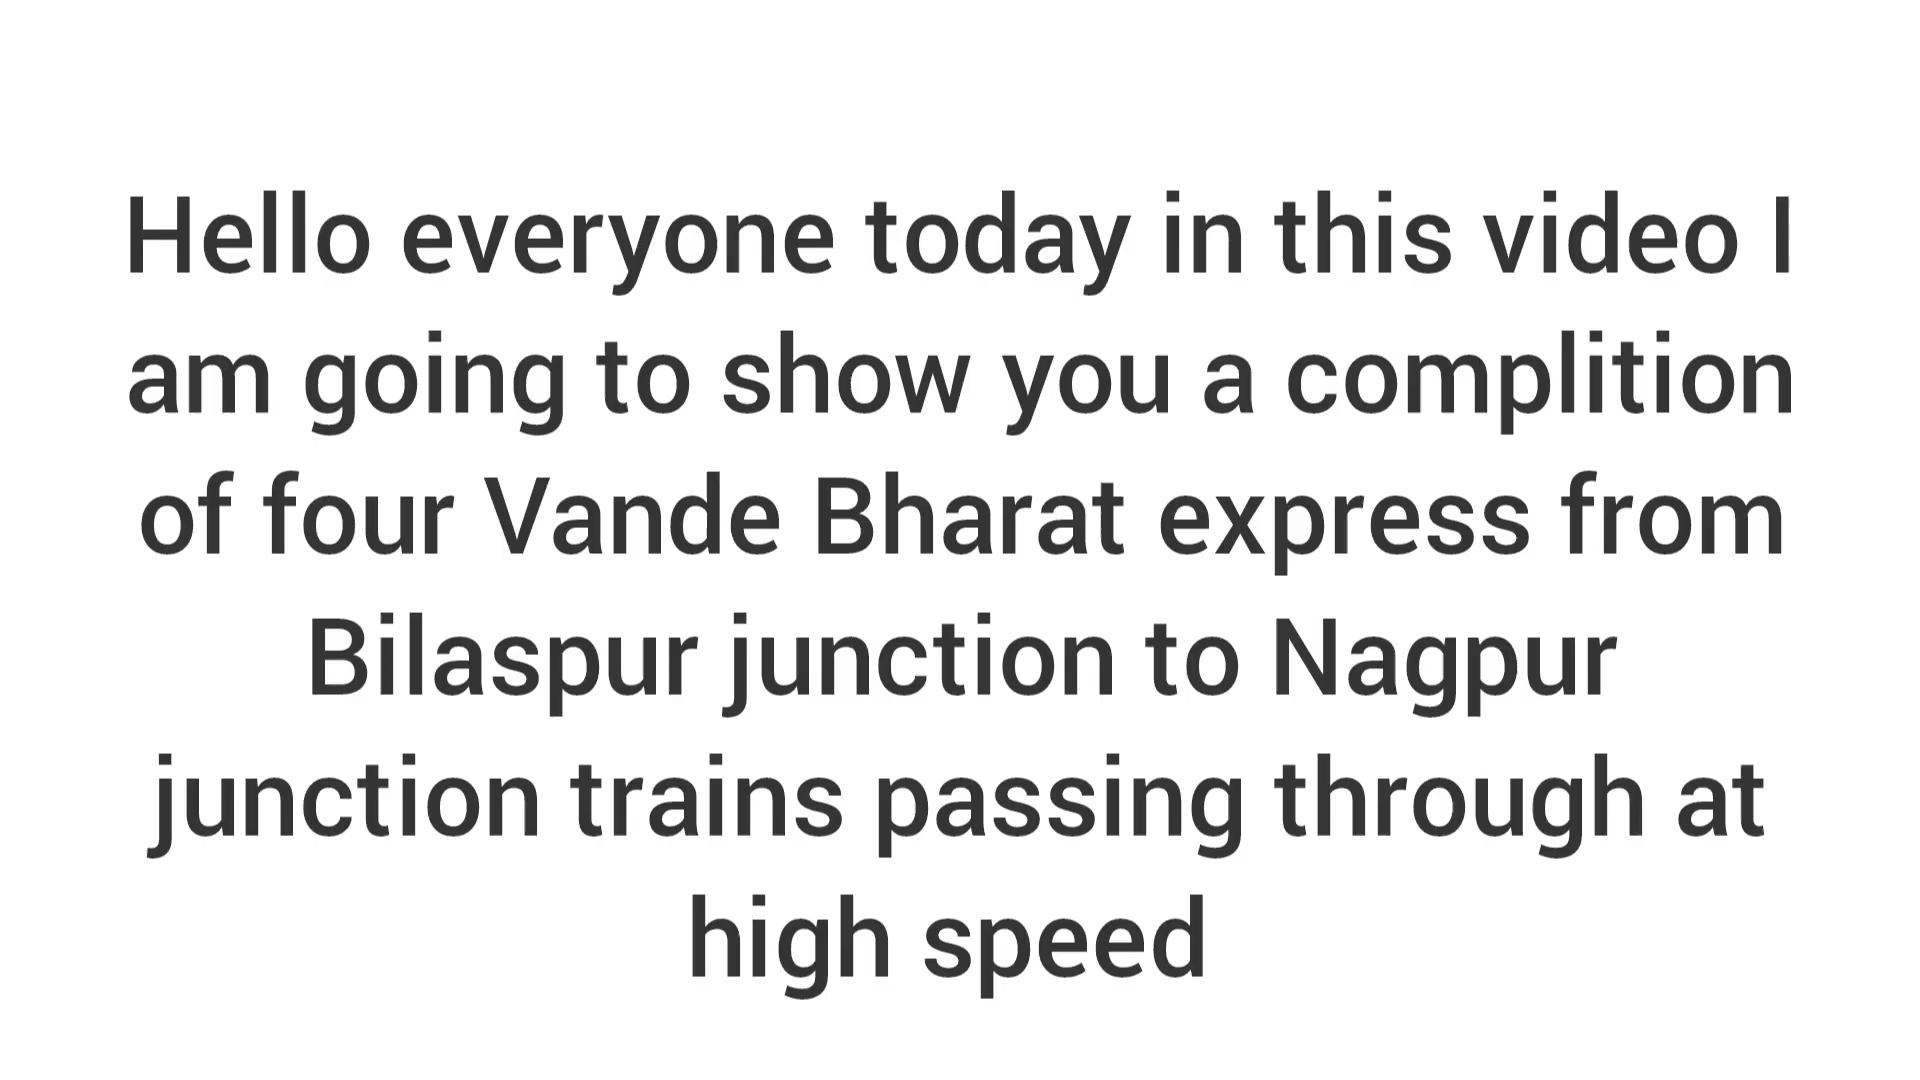 Hello everyone today in this video I
am going to show you a complition
of four Vande Bharat express from
Bilaspur junction to Nagpur
junction trains passing through at
high speed